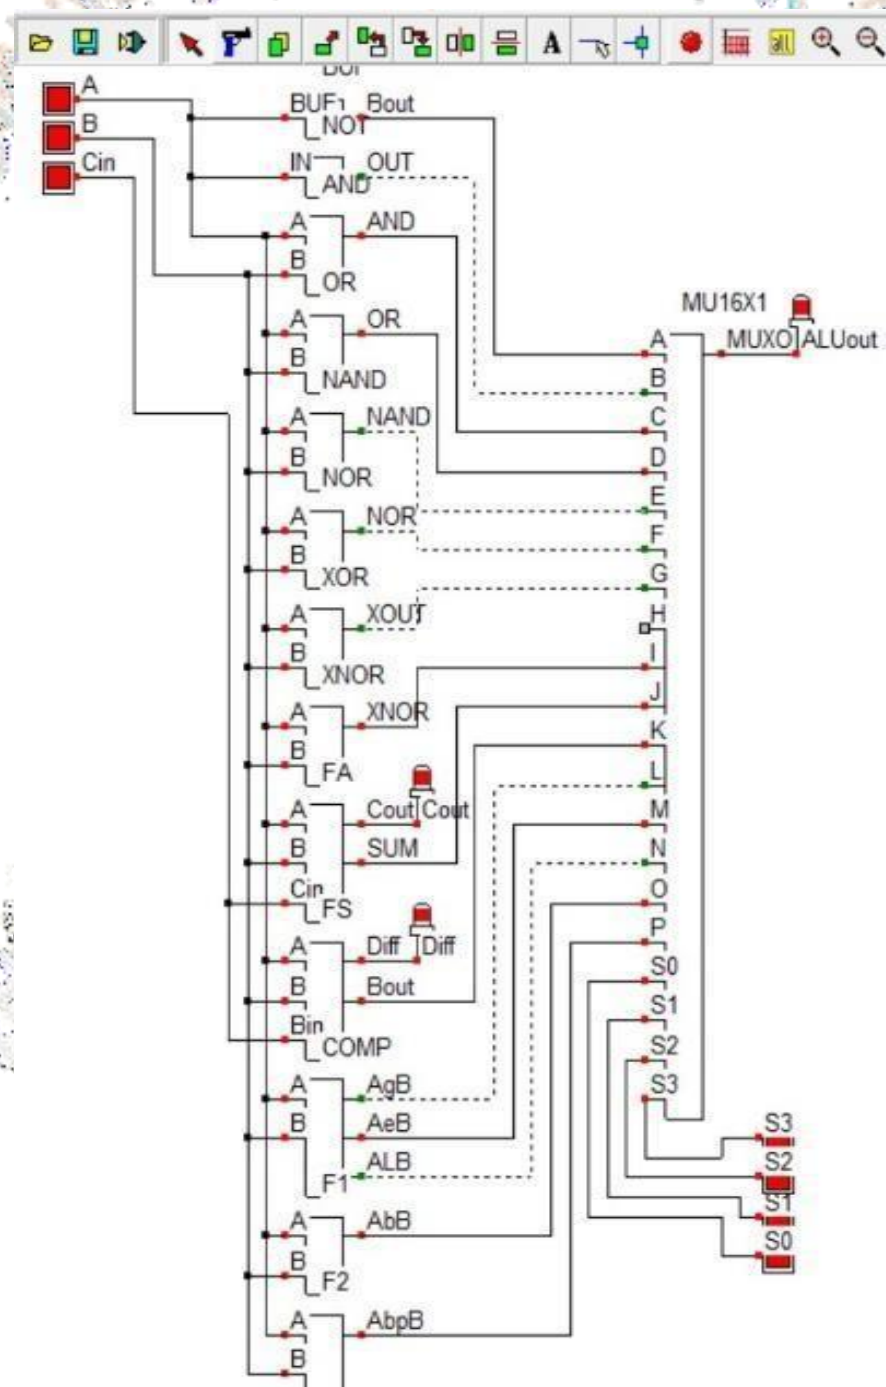 A
all
A
B
Cin
BUF
BUF1 Bout
NOT
IN OUT
AND
A AND
B
OR
A OR
B
NAND
A NAND
B
NOR
A NOR
B
XOR
A XOUT
B
XNOR
A XNOR
B
FA
A Cout Cout
B SUM
Cin
FS
A Diff Diff
B Bout
Bin
COMP
A AgB
B AeB
ALB
F1
A AbB
B
F2
A AbpB
B
MU16X1
A MUXO ALUout
B
C
D
E
F
G
H
I
J
K
L
M
N
O
P
S0
S1
S2
S3
S3
S2
S1
S0